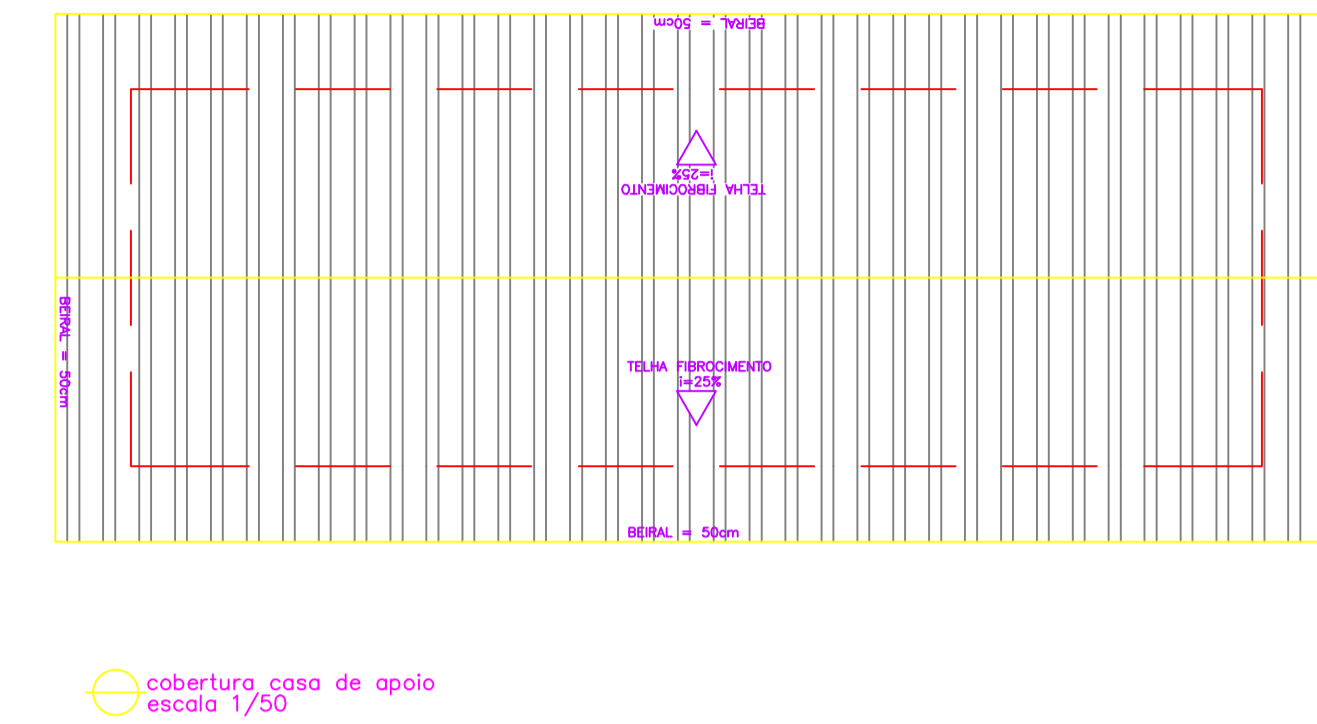 BEIRAL = 50cm
i=25%
TELHA FIBROCIMENTO
BEIRAL = 50cm
TELHA FIBROCIMENTO
i=25%
BEIRAL = 50cm
cobertura casa de apoio
escala 1/50